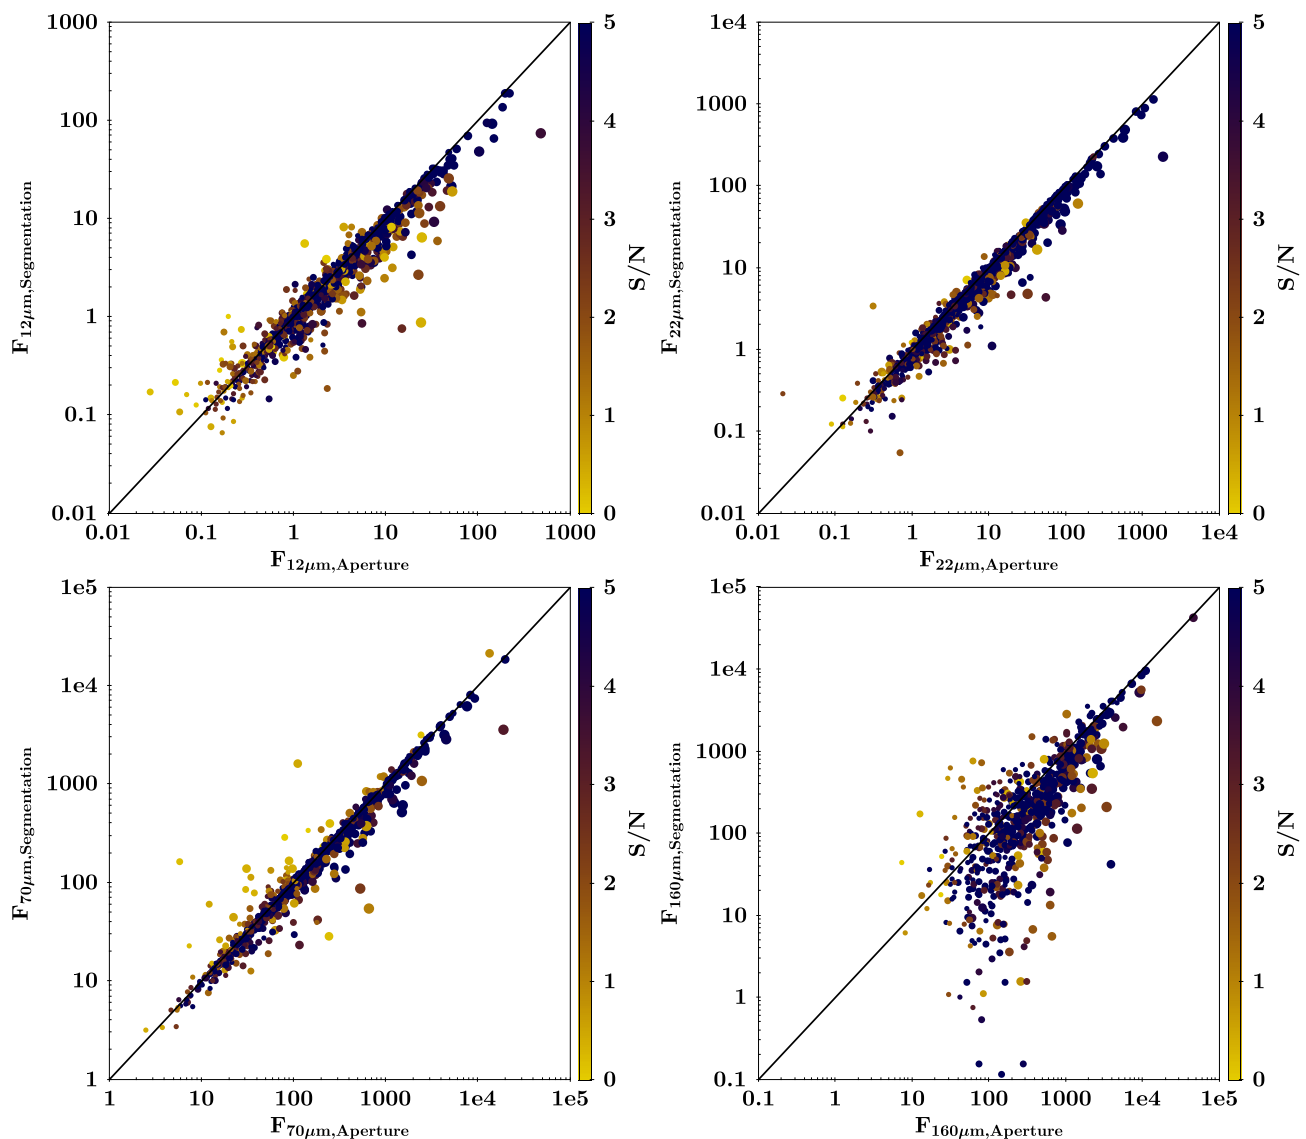 1000
100
10
1
0.1
0.01
0.01 0.1 1 10 100 1000
F12μm,Segmentation
F12μm,Aperture
5
4
3
2
1
0
S/N
1e4
1000
100
10
1
0.1
0.01
0.01 0.1 1 10 100 1000 1e4
F22μm,Segmentation
F22μm,Aperture
5
4
3
2
1
0
S/N
1e5
1e4
1000
100
10
1
1 10 100 1000 1e4 1e5
F70μm,Segmentation
F70μm,Aperture
5
4
3
2
1
0
S/N
1e5
1e4
1000
100
10
1
0.1
0.1 1 10 100 1000 1e4 1e5
F160μm,Segmentation
F160μm,Aperture
5
4
3
2
1
0
S/N